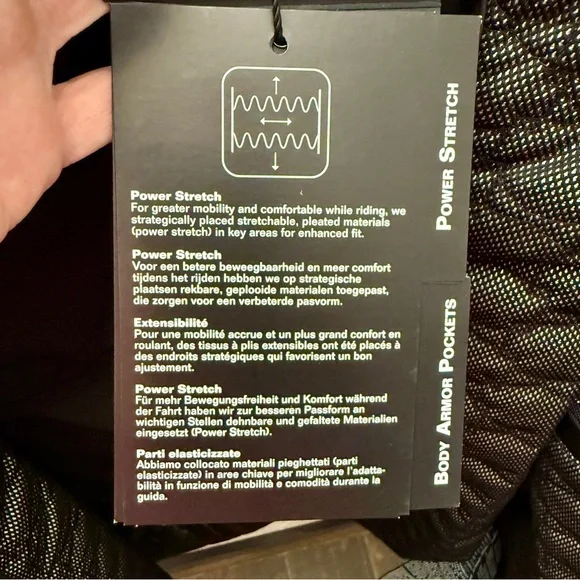 Power Stretch
For greater mobility and comfortable while riding, we
strategically placed stretchable, pleated materials
(power stretch) in key areas for enhanced fit.
Power Stretch
Voor een betere beweegbaarheid en meer comfort
tijdens het rijden hebben we op strategische
plaatsen rekbare, geplooide materialen toegepast,
die zorgen voor een verbeterde pasvorm.
Extensibilité
Pour une mobilité accrue et un plus grand confort en
roulant, des tissus à plis extensibles ont été placés à
des endroits stratégiques qui favorisent un bon
ajustement.
Power Stretch
Für mehr Bewegungsfreiheit und Komfort während
der Fahrt haben wir zur besseren Passform an
wichtigen Stellen dehnbare und gefaltete Materialien
eingesetzt (Power Stretch).
Parti elasticizzate
Abbiamo collocato materiali pieghettati (parti
elasticizzate) in aree chiave per migliorare l'adatta-
bilità in funzione di mobilità e comodità durante la
guida.
POWER STRETCH
BODY ARMOR POCKETS